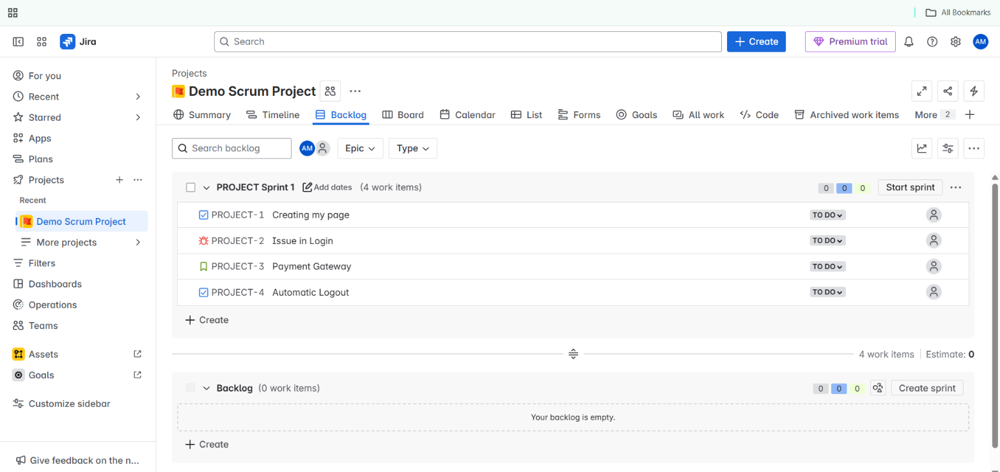 All Bookmarks
Jira
Search
Create
Premium trial
AM
For you
Recent
Starred
Apps
Plans
Projects
Recent
Demo Scrum Project
More projects
Filters
Dashboards
Operations
Teams
Assets
Goals
Customize sidebar
Give feedback on the n...
Projects
Demo Scrum Project
Summary Timeline Backlog Board Calendar List Forms Goals All work Code Archived work items More 2
Search backlog AM Epic Type
PROJECT Sprint 1 Add dates (4 work items) 0 0 0 Start sprint
PROJECT-1 Creating my page TO DO
PROJECT-2 Issue in Login TO DO
PROJECT-3 Payment Gateway TO DO
PROJECT-4 Automatic Logout TO DO
Create
4 work items Estimate: 0
Backlog (0 work items) 0 0 0 Create sprint
Your backlog is empty.
Create